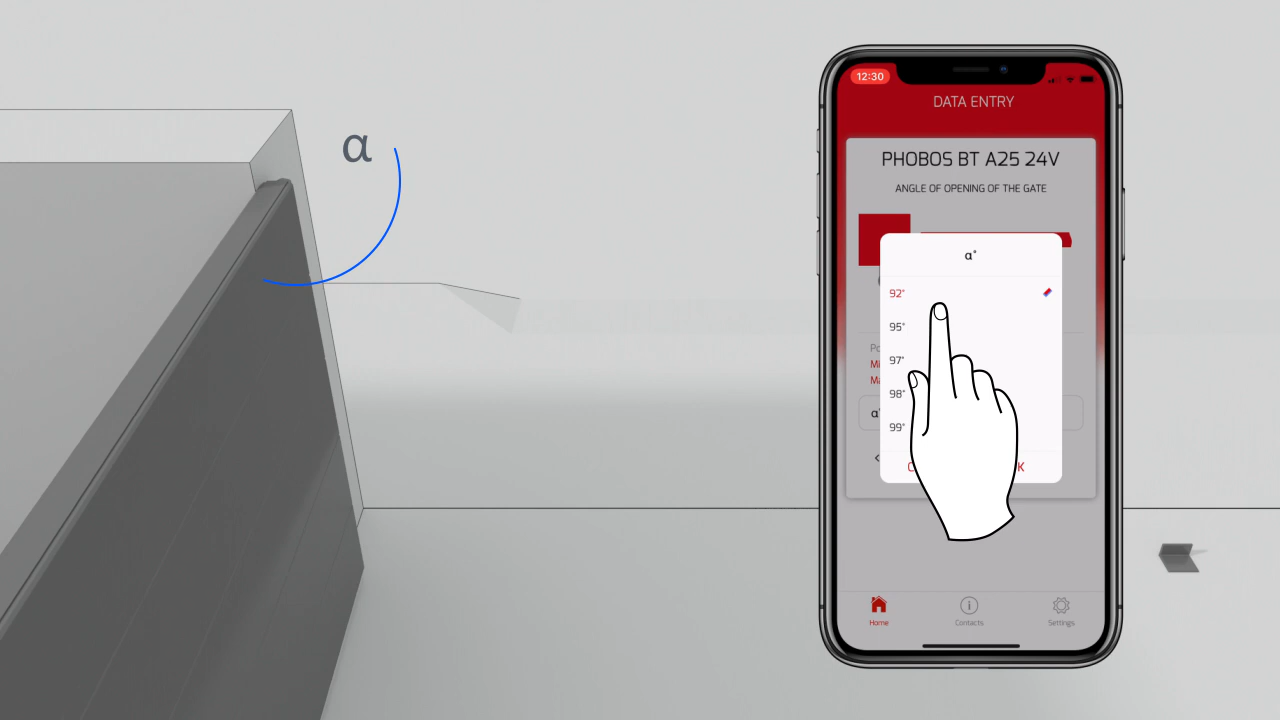 α
12:30
DATA ENTRY
PHOBOS BT A25 24V
ANGLE OF OPENING OF THE GATE
α°
92°
95°
97°
98°
99°
Home
Contacts
Settings